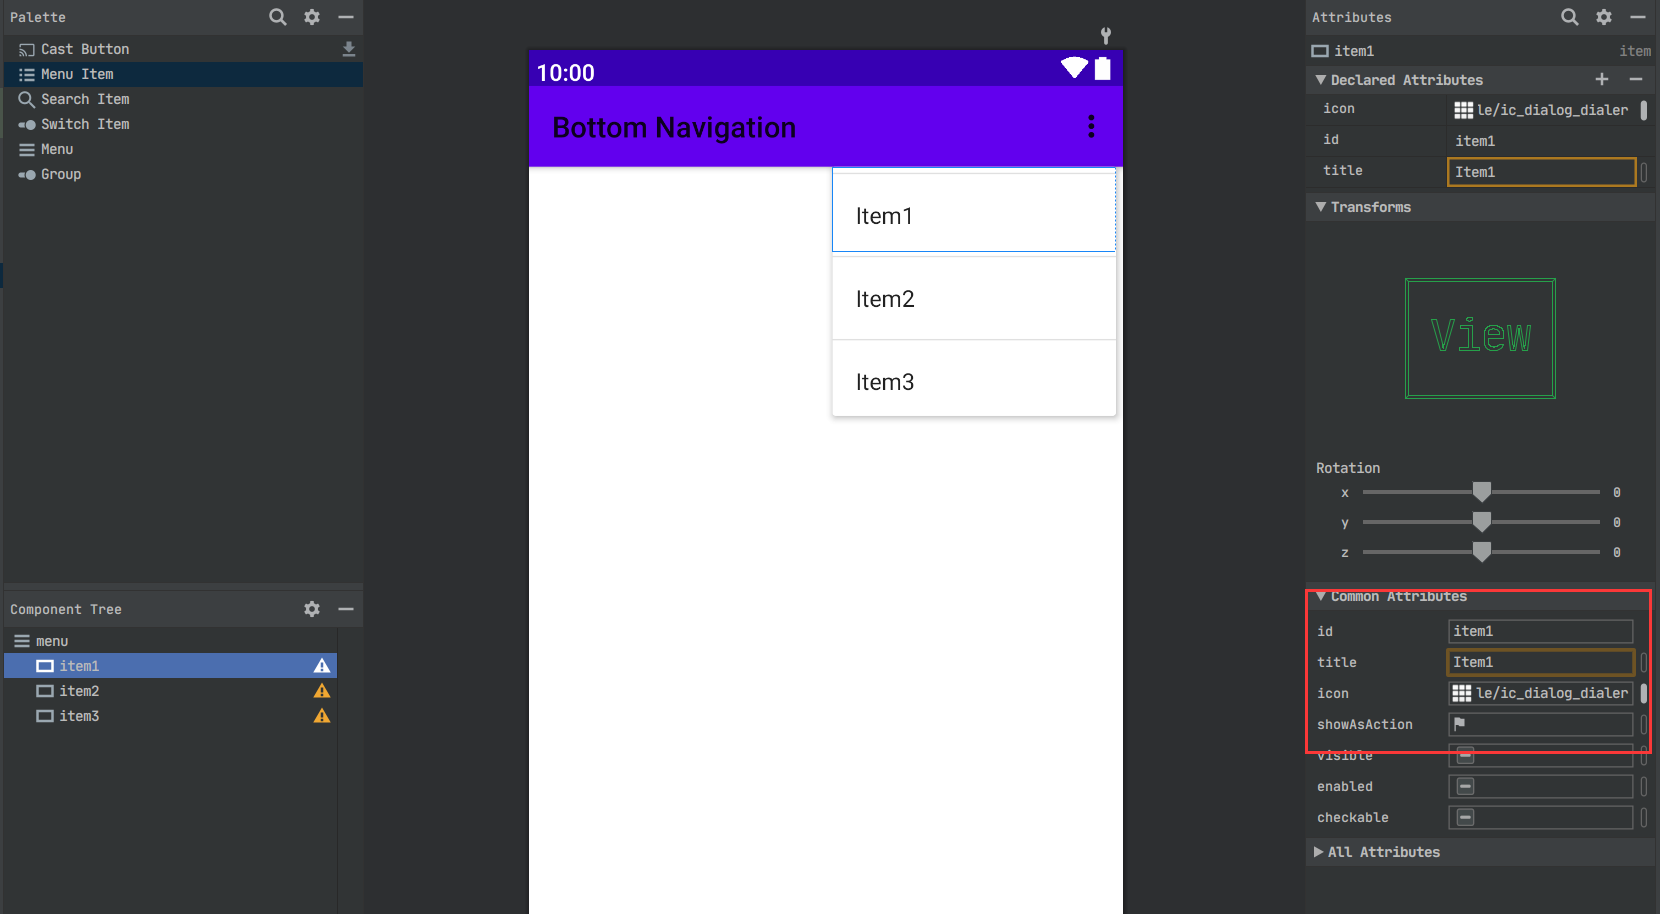 Palette
Cast Button
Menu Item
Search Item
Switch Item
Menu
Group
Component Tree
menu
item1
item2
item3
10:00
Bottom Navigation
Item1
Item2
Item3
Attributes
item1 item
Declared Attributes
icon le/ic_dialog_dialer
id item1
title Item1
Transforms
View
Rotation
x 0
y 0
z 0
Common Attributes
id item1
title Item1
icon le/ic_dialog_dialer
showAsAction
visible
enabled
checkable
All Attributes